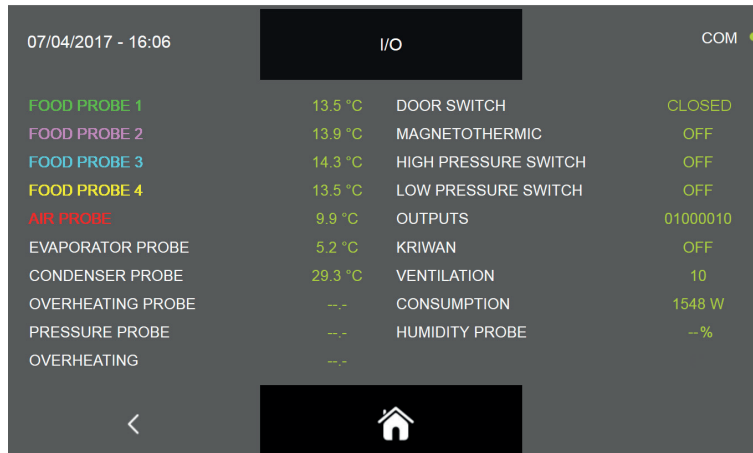 07/04/2017 - 16:06 I/O COM
FOOD PROBE 1 13.5 °C DOOR SWITCH CLOSED
FOOD PROBE 2 13.9 °C MAGNETOTHERMIC OFF
FOOD PROBE 3 14.3 °C HIGH PRESSURE SWITCH OFF
FOOD PROBE 4 13.5 °C LOW PRESSURE SWITCH OFF
AIR PROBE 9.9 °C OUTPUTS 01000010
EVAPORATOR PROBE 5.2 °C KRIWAN OFF
CONDENSER PROBE 29.3 °C VENTILATION 10
OVERHEATING PROBE --.- CONSUMPTION 1548 W
PRESSURE PROBE --.- HUMIDITY PROBE --%
OVERHEATING --.-